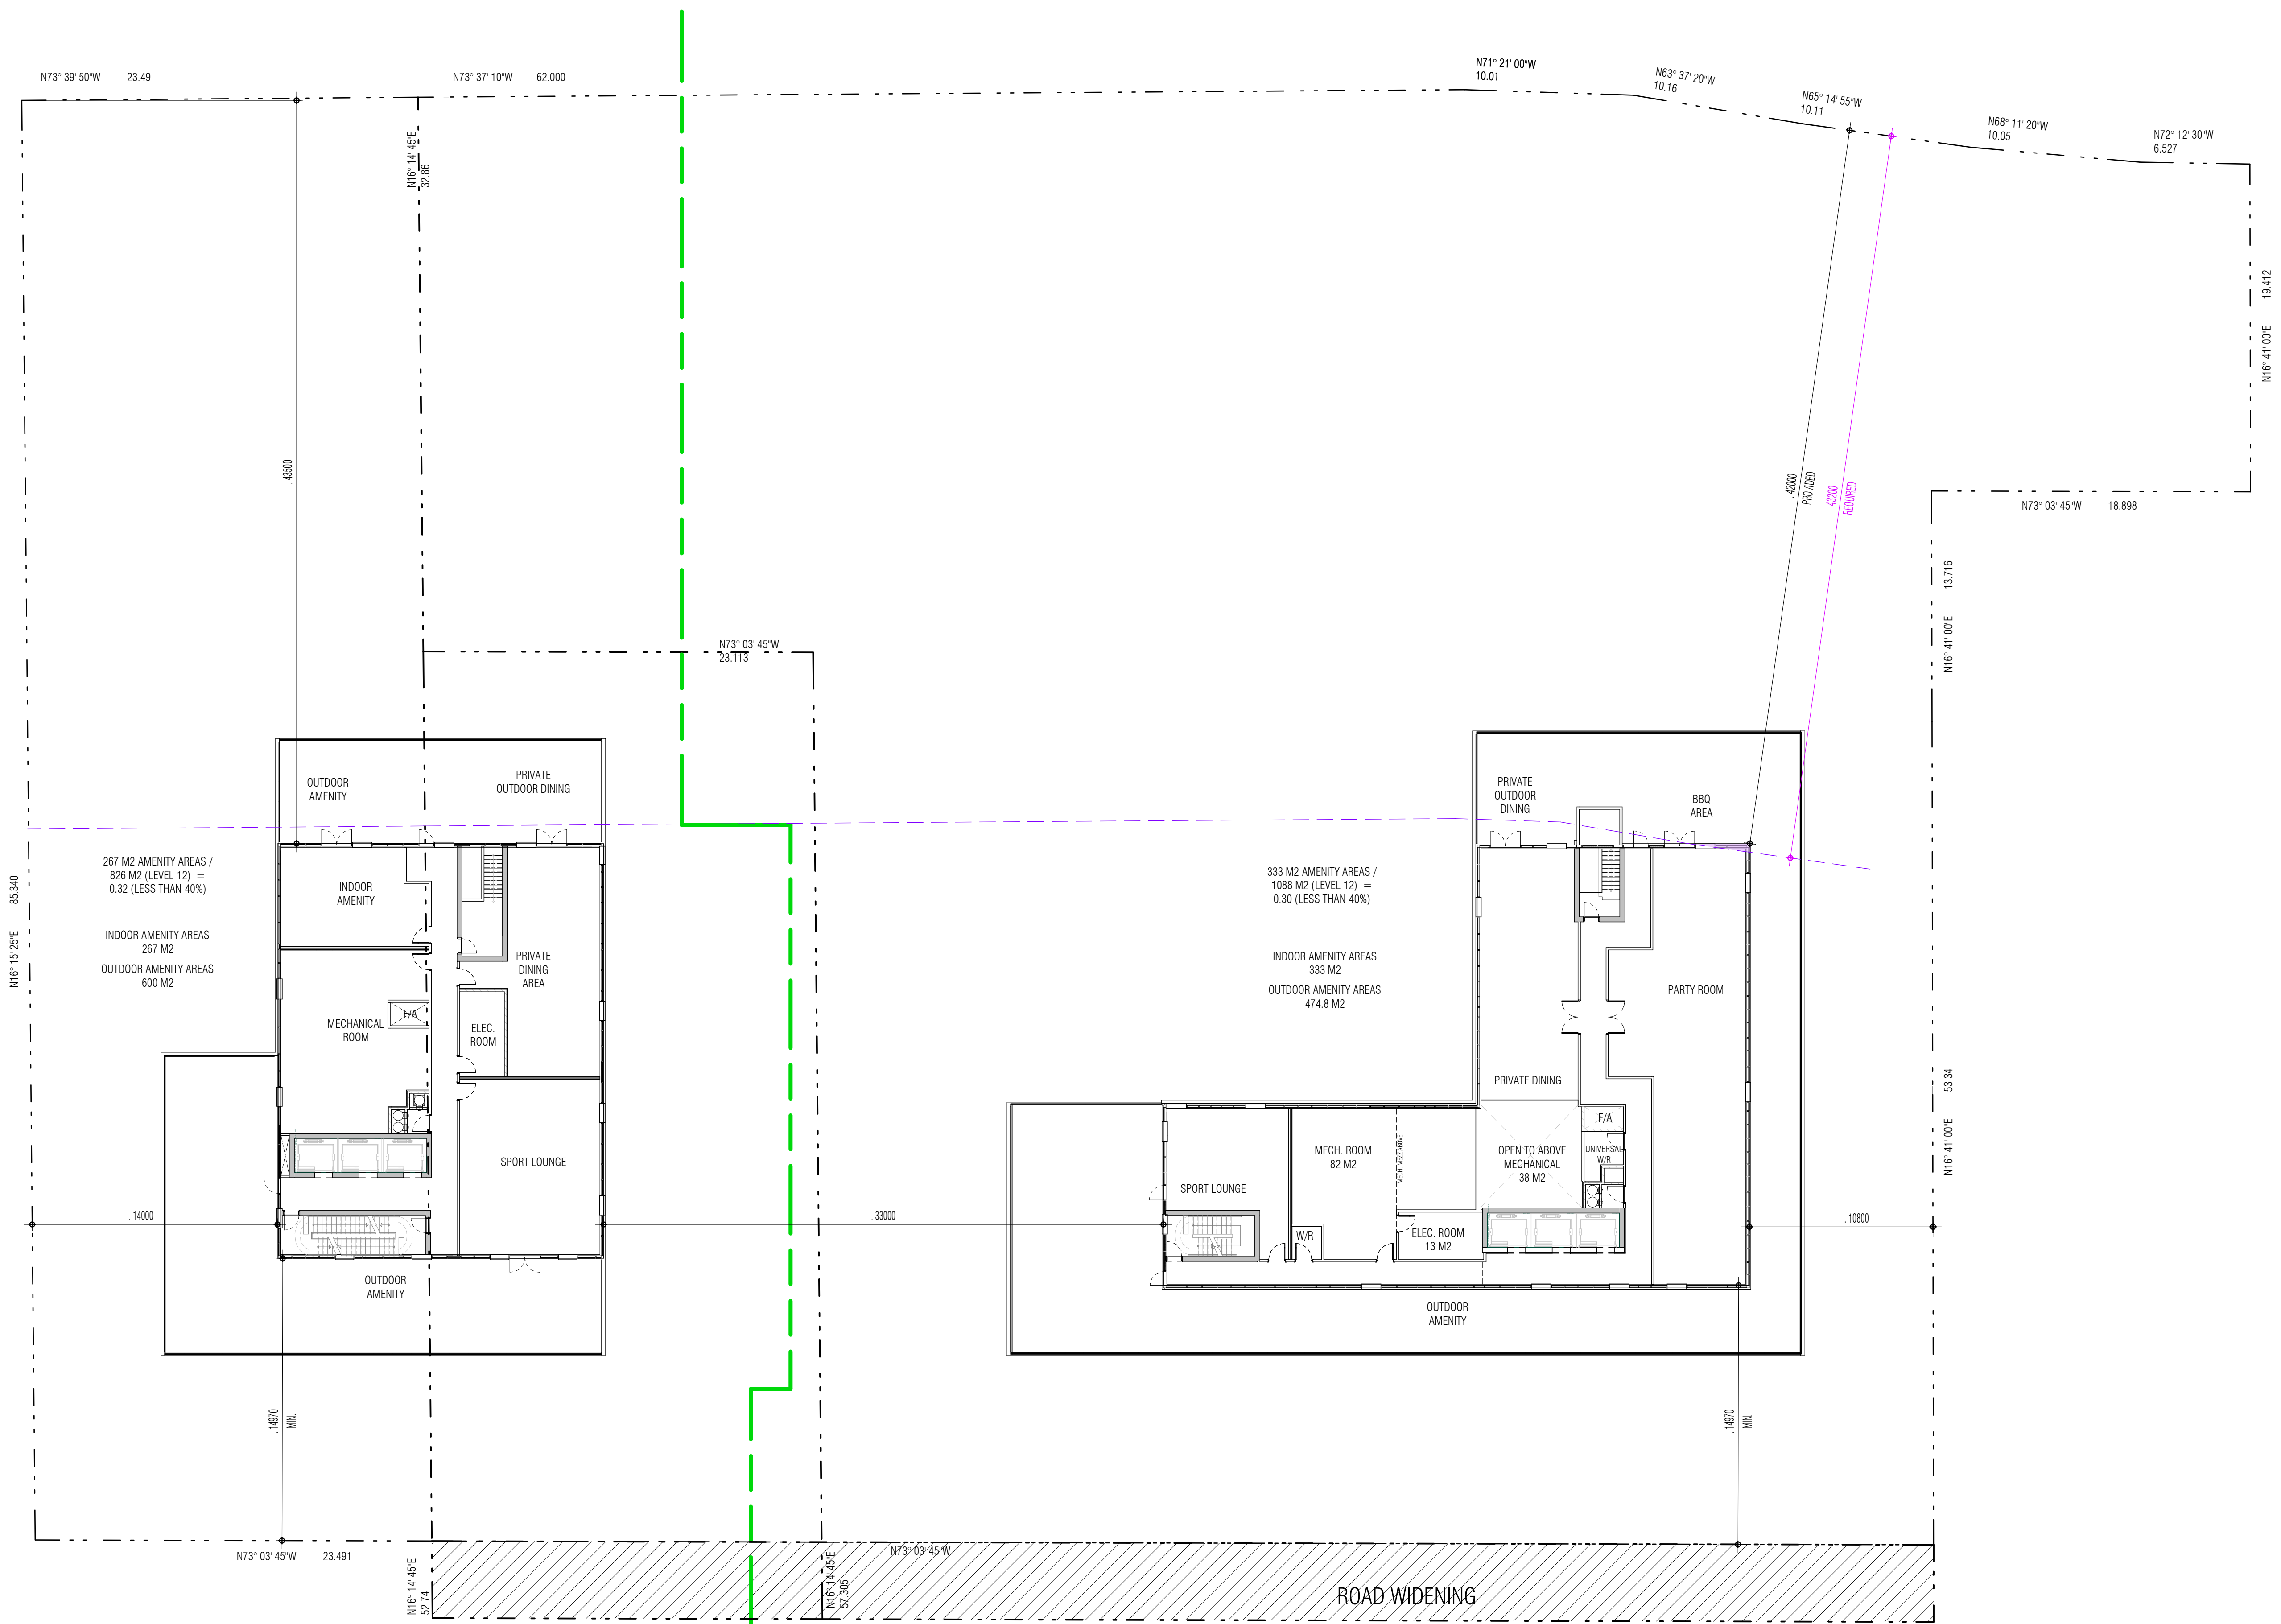 N73° 39' 50"W 23.49
N73° 37' 10"W 62.000
N71° 21' 00"W
10.01
N63° 37' 20"W
10.16
N65° 14' 55"W
10.11
N68° 11' 20"W
10.05
N72° 12' 30"W
6.527
N16° 14' 45"E
32.86
N16° 41' 00"E 19.412
43500
42000
PROVIDED
43200
REQUIRED
N73° 03' 45"W 18.898
N16° 41' 00"E 13.716
N73° 03' 45"W
23.113
OUTDOOR
AMENITY
PRIVATE
OUTDOOR DINING
PRIVATE
OUTDOOR
DINING
BBQ
AREA
N16° 15' 25"E 85.340
267 M2 AMENITY AREAS /
826 M2 (LEVEL 12) =
0.32 (LESS THAN 40%)
INDOOR AMENITY AREAS
267 M2
OUTDOOR AMENITY AREAS
600 M2
INDOOR
AMENITY
PRIVATE
DINING
AREA
F/A
MECHANICAL
ROOM
ELEC.
ROOM
SPORT LOUNGE
333 M2 AMENITY AREAS /
1088 M2 (LEVEL 12) =
0.30 (LESS THAN 40%)
INDOOR AMENITY AREAS
333 M2
OUTDOOR AMENITY AREAS
474.8 M2
PARTY ROOM
PRIVATE DINING
F/A
UNIVERSAL
W/R
OPEN TO ABOVE
MECHANICAL
38 M2
MECH. ROOM
82 M2
MECH. MEZZ ABOVE
SPORT LOUNGE
W/R
ELEC. ROOM
13 M2
N16° 41' 00"E 53.34
14000
33000
10800
OUTDOOR
AMENITY
OUTDOOR
AMENITY
14970
MIN.
14970
MIN.
N73° 03' 45"W 23.491
N73° 03' 45"W
N16° 14' 45"E
52.74
N16° 14' 45"E
57.305
ROAD WIDENING